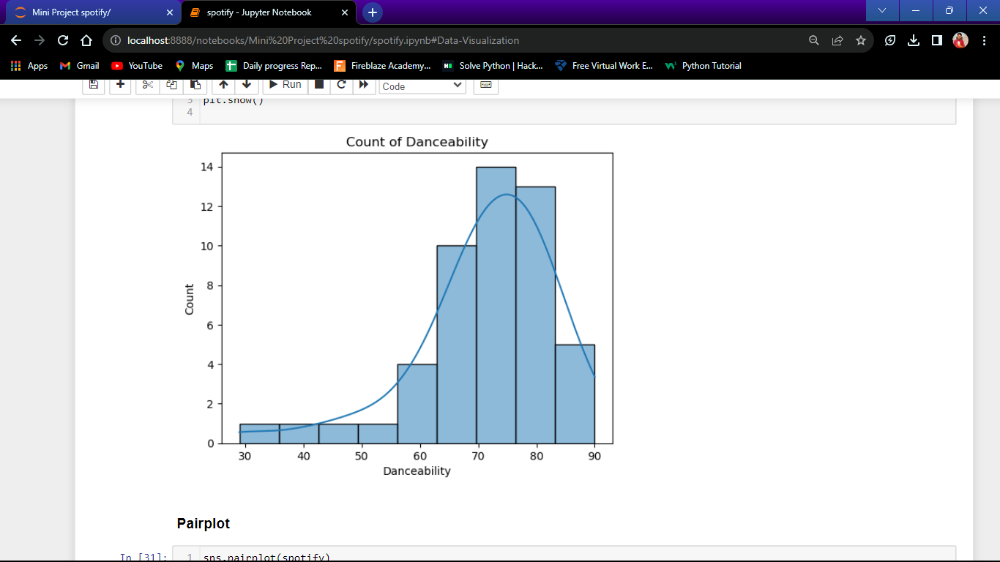 Mini Project spotify/
spotify - Jupyter Notebook
localhost:8888/notebooks/Mini%20Project%20spotify/spotify.ipynb#Data-Visualization
Apps Gmail YouTube Maps Daily progress Rep... Fireblaze Academy... Solve Python | Hack... Free Virtual Work E... Python Tutorial
Run Code
3 plt.show()
4
Count of Danceability
14
12
10
8
6
4
2
0
Count
30 40 50 60 70 80 90
Danceability
Pairplot
In [31]: 1 sns.pairplot(spotify)